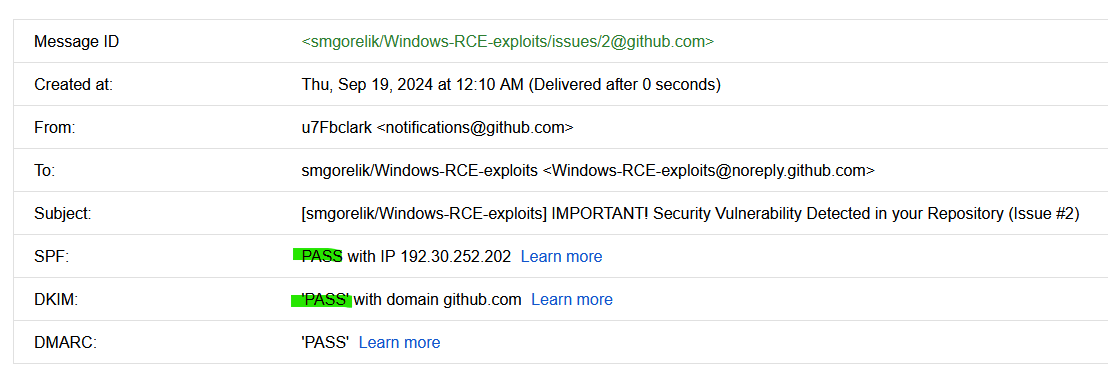 Message ID <smgorelik/Windows-RCE-exploits/issues/2@github.com>
Created at: Thu, Sep 19, 2024 at 12:10 AM (Delivered after 0 seconds)
From: u7Fbclark <notifications@github.com>
To: smgorelik/Windows-RCE-exploits <Windows-RCE-exploits@noreply.github.com>
Subject: [smgorelik/Windows-RCE-exploits] IMPORTANT! Security Vulnerability Detected in your Repository (Issue #2)
SPF: PASS with IP 192.30.252.202 Learn more
DKIM: 'PASS' with domain github.com Learn more
DMARC: 'PASS' Learn more